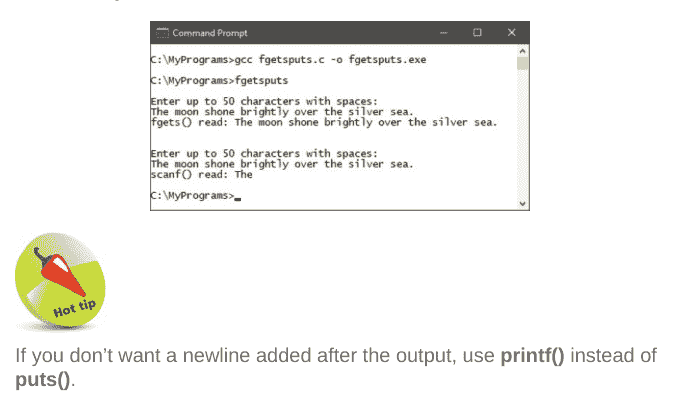 Command Prompt
C:\MyPrograms>gcc fgetsputs.c -o fgetsputs.exe
C:\MyPrograms>fgetsputs
Enter up to 50 characters with spaces:
The moon shone brightly over the silver sea.
fgets() read: The moon shone brightly over the silver sea.
Enter up to 50 characters with spaces:
The moon shone brightly over the silver sea.
scanf() read: The
C:\MyPrograms>_
Hot tip
If you don’t want a newline added after the output, use printf() instead of
puts().